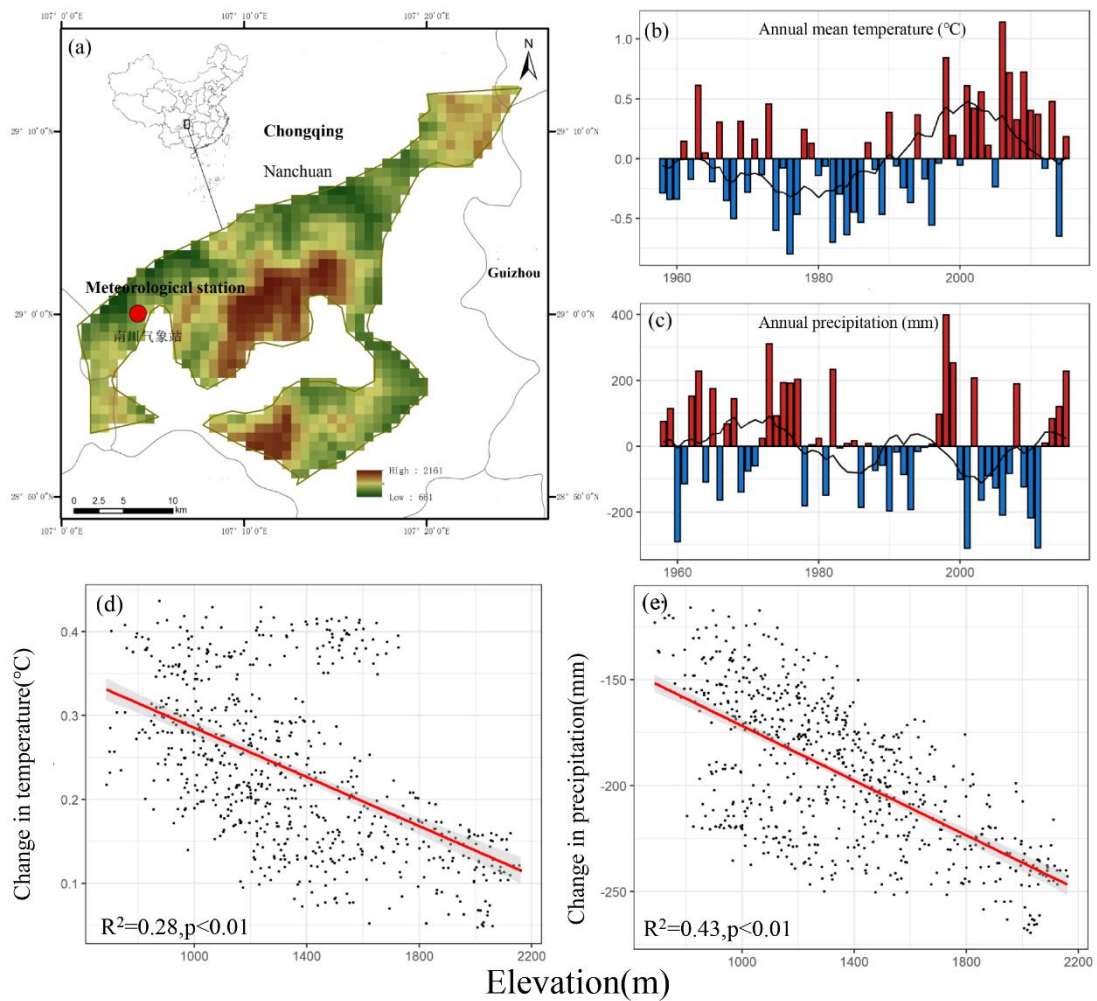 107° 0′0″E
107° 10′0″E
107° 20′0″E
(a)
N
29° 10′0″N
29° 10′0″N
Chongqing
Nanchuan
Guizhou
Meteorological station
29° 0′0″N
29° 0′0″N
南川气象站
High : 2161
Low : 661
28° 50′0″N
28° 50′0″N
0 2.5 5 10
km
107° 0′0″E
107° 10′0″E
107° 20′0″E
(b)
Annual mean temperature (℃)
1.0
0.5
0.0
-0.5
1960
1980
2000
(c)
Annual precipitation (mm)
400
200
0
-200
1960
1980
2000
(d)
Change in temperature(℃)
0.4
0.3
0.2
0.1
R²=0.28,p<0.01
1000
1400
1800
2200
(e)
Change in precipitation(mm)
-150
-200
-250
R²=0.43,p<0.01
1000
1400
1800
2200
Elevation(m)